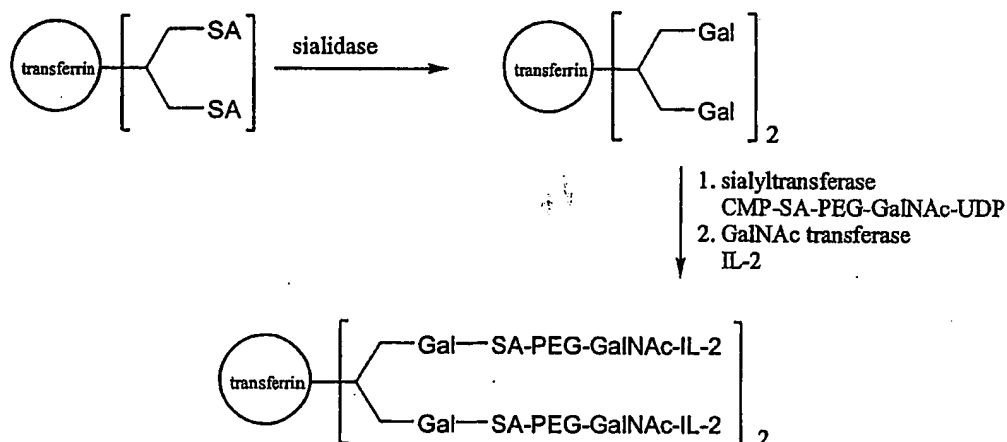 transferrin
SA
SA
sialidase
transferrin
Gal
Gal
2
1. sialyltransferase
CMP-SA-PEG-GalNAc-UDP
2. GalNAc transferase
IL-2
transferrin
Gal—SA-PEG-GalNAc-IL-2
Gal—SA-PEG-GalNAc-IL-2
2